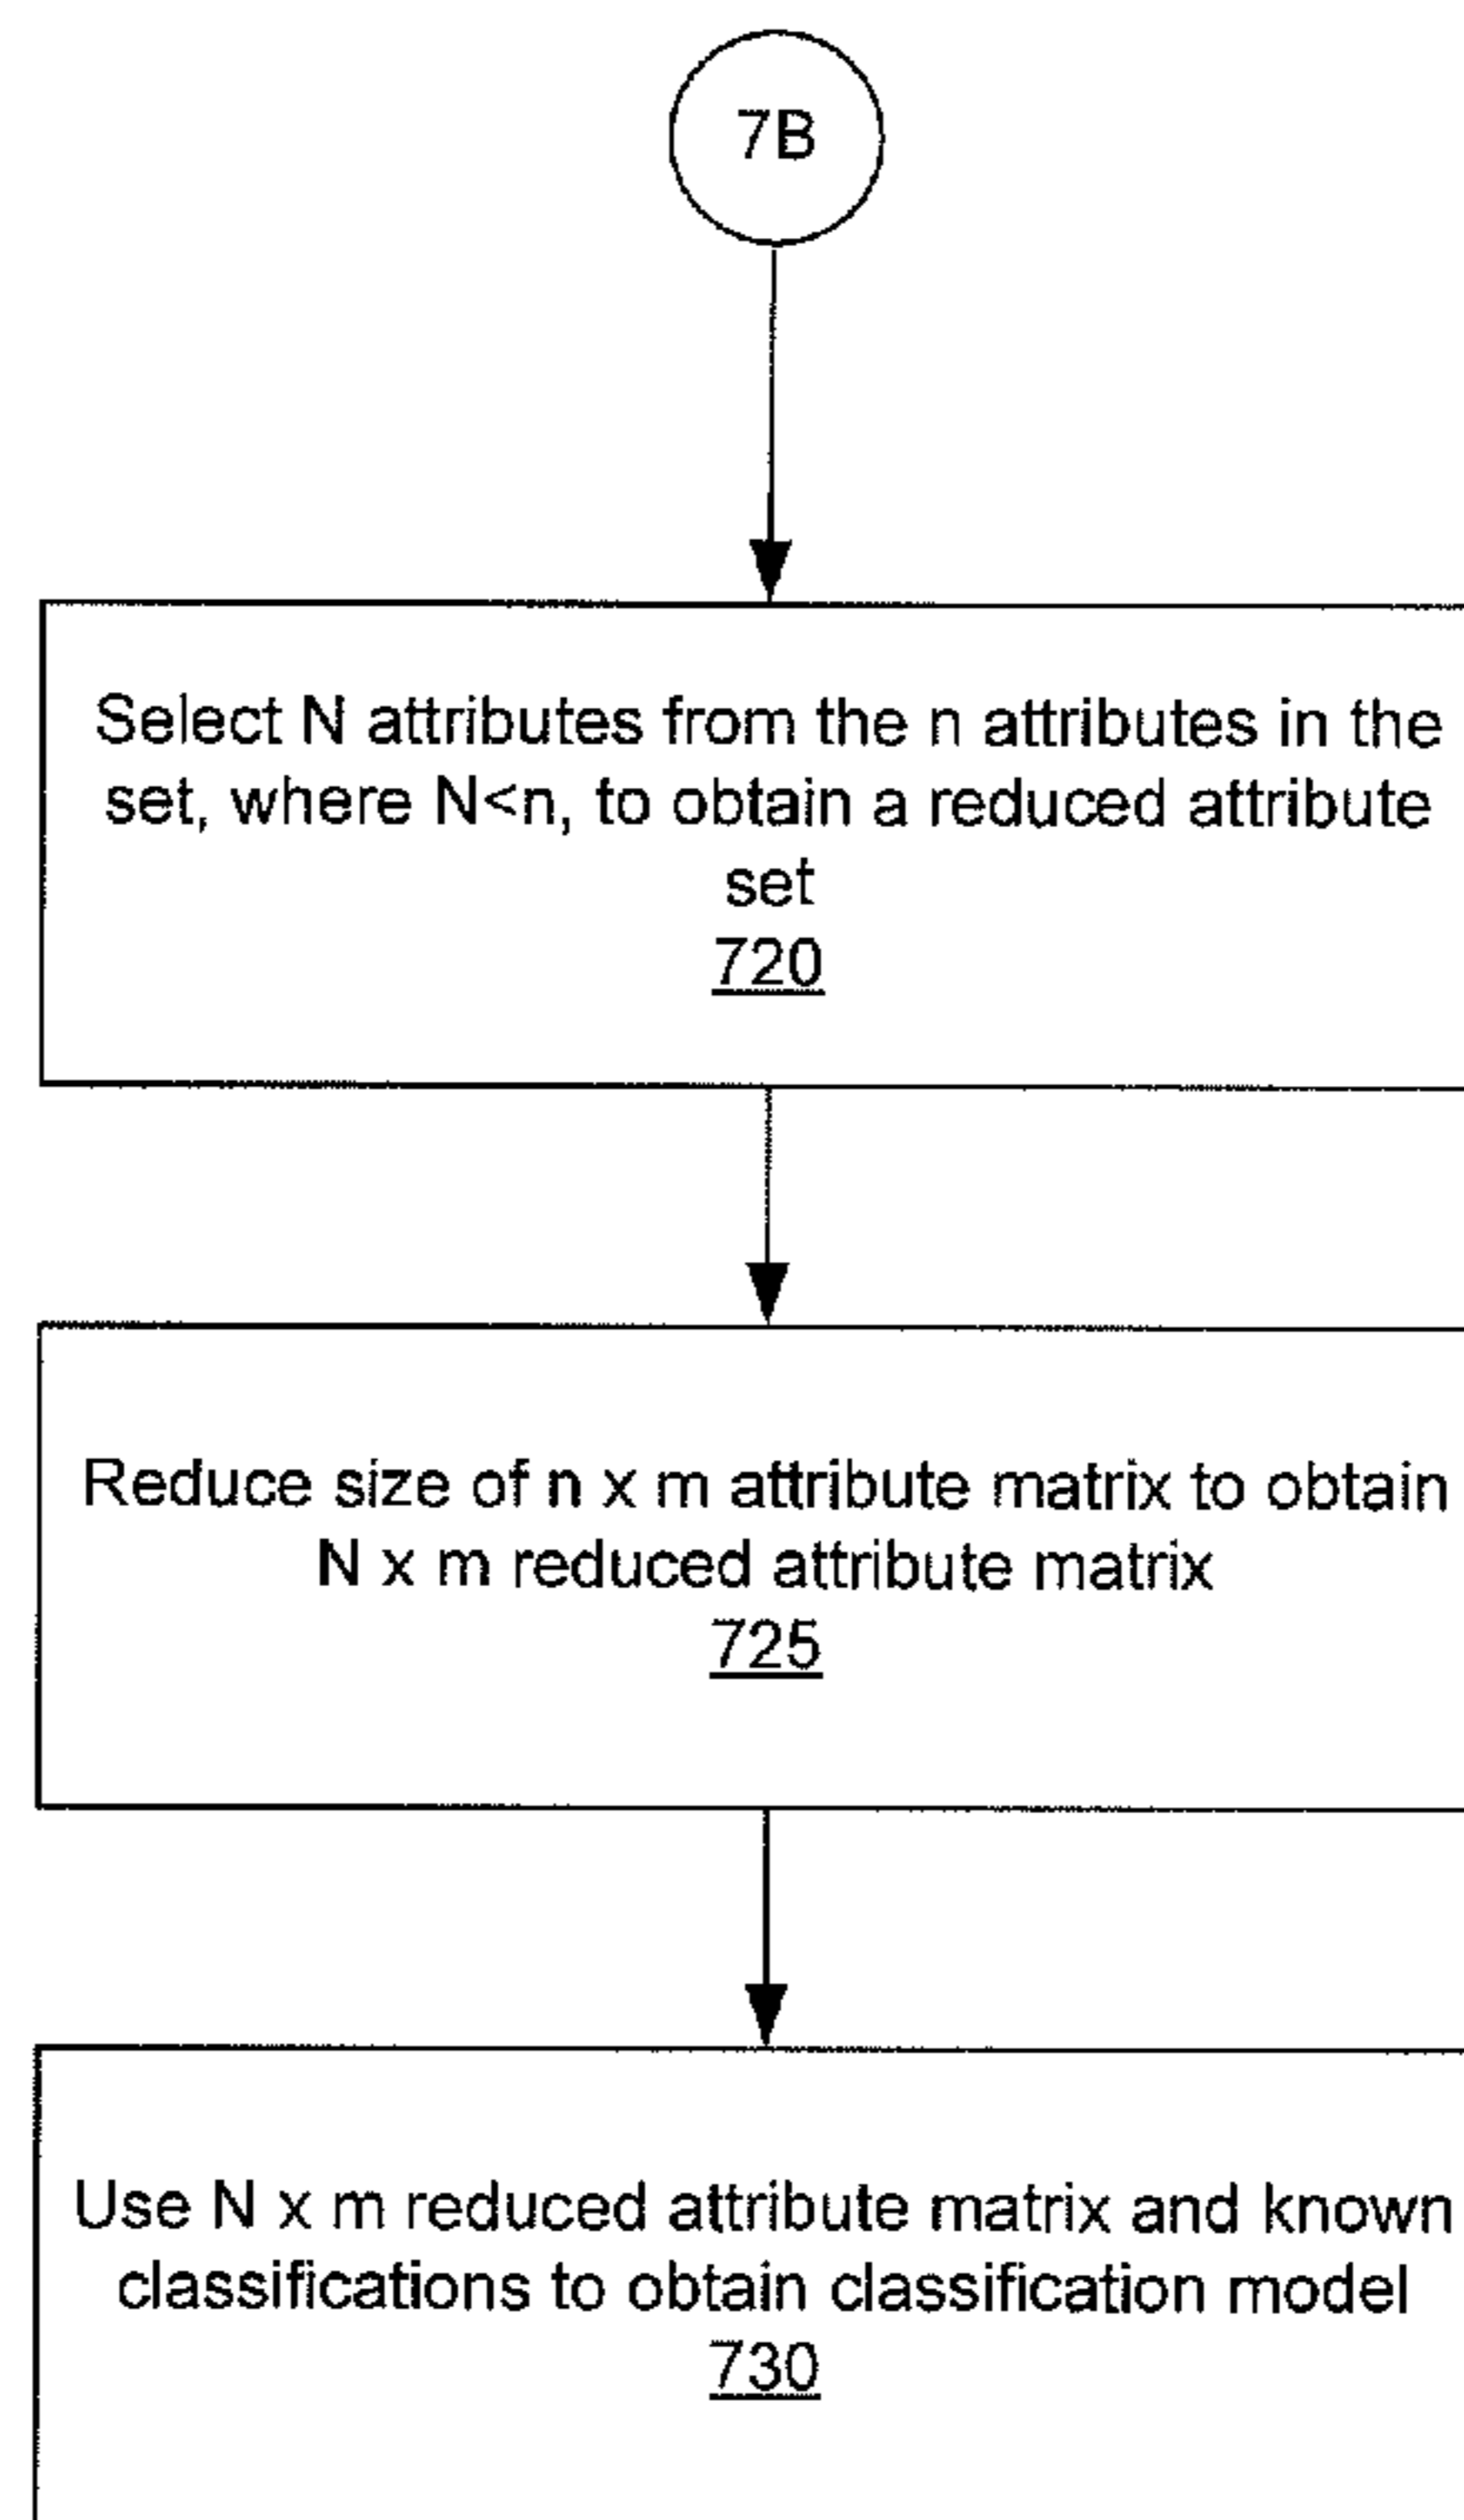 7B
Select N attributes from the n attributes in the
set, where N<n, to obtain a reduced attribute
set
720
Reduce size of n x m attribute matrix to obtain
N x m reduced attribute matrix
725
Use N x m reduced attribute matrix and known
classifications to obtain classification model
730